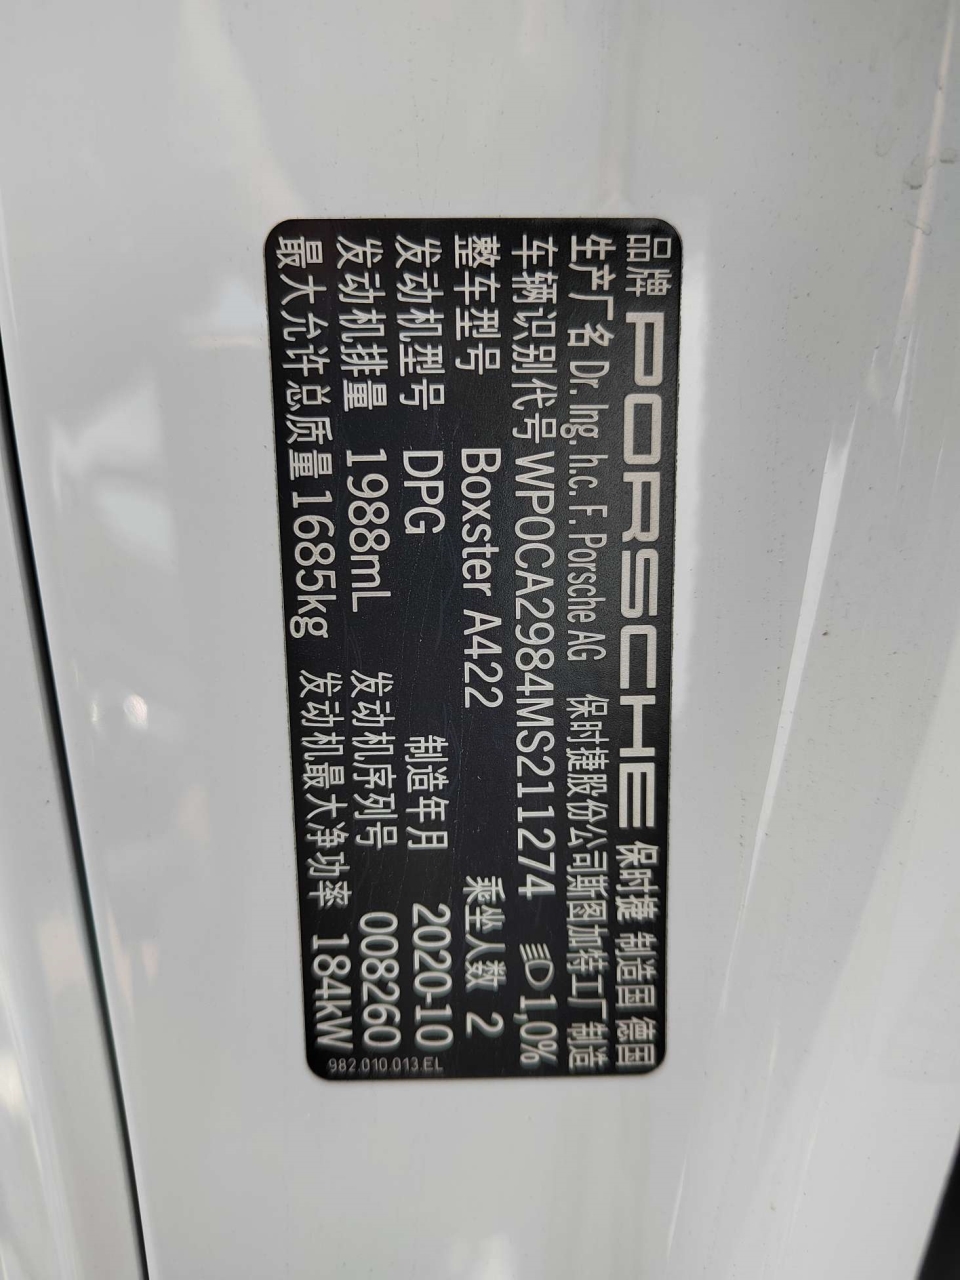 品牌 PORSCHE 保时捷 制造国 德国
生产厂名 Dr. Ing. h.c. F. Porsche AG 保时捷股份公司斯图加特工厂制造
车辆识别代号 WP0CA2984MS211274 1,0%
整车型号 Boxster A422 乘坐人数 2
发动机型号 DPG 制造年月 2020-10
发动机排量 1988mL 发动机序列号 008260
最大允许总质量 1685kg 发动机最大净功率 184kW
982.010.013.EL